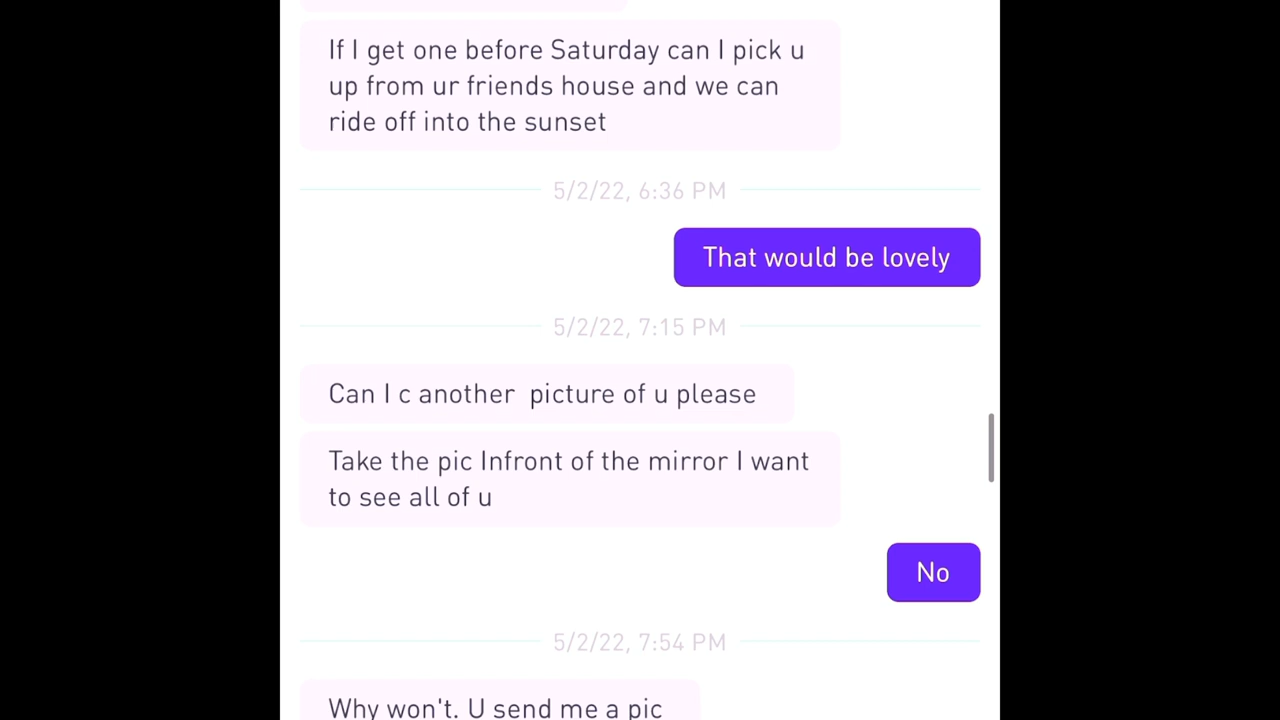 If I get one before Saturday can I pick u
up from ur friends house and we can
ride off into the sunset
5/2/22, 6:36 PM
That would be lovely
5/2/22, 7:15 PM
Can I c another  picture of u please
Take the pic Infront of the mirror I want
to see all of u
No
5/2/22, 7:54 PM
Why won't. U send me a pic